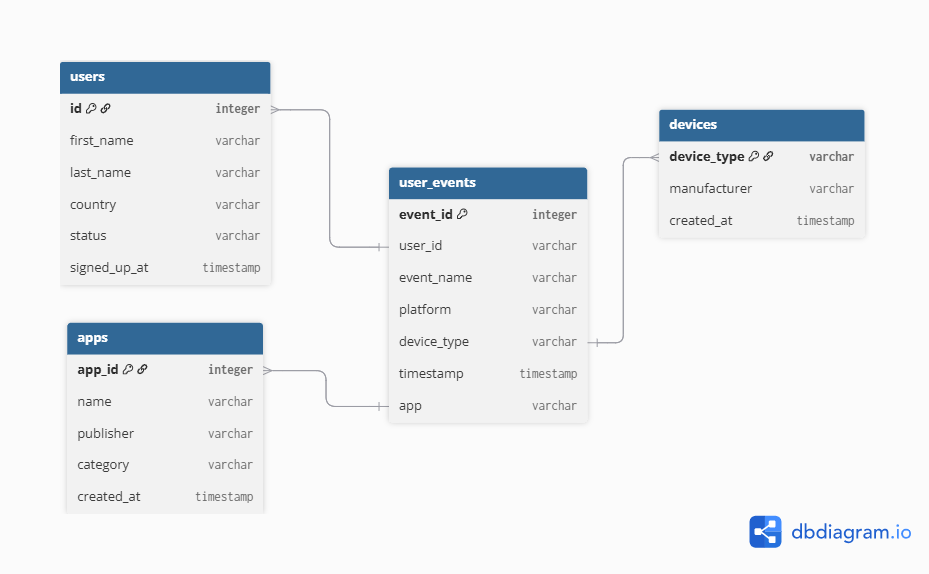 users
id integer
first_name varchar
last_name varchar
country varchar
status varchar
signed_up_at timestamp
apps
app_id integer
name varchar
publisher varchar
category varchar
created_at timestamp
user_events
event_id integer
user_id varchar
event_name varchar
platform varchar
device_type varchar
timestamp timestamp
app varchar
devices
device_type varchar
manufacturer varchar
created_at timestamp
dbdiagram.io